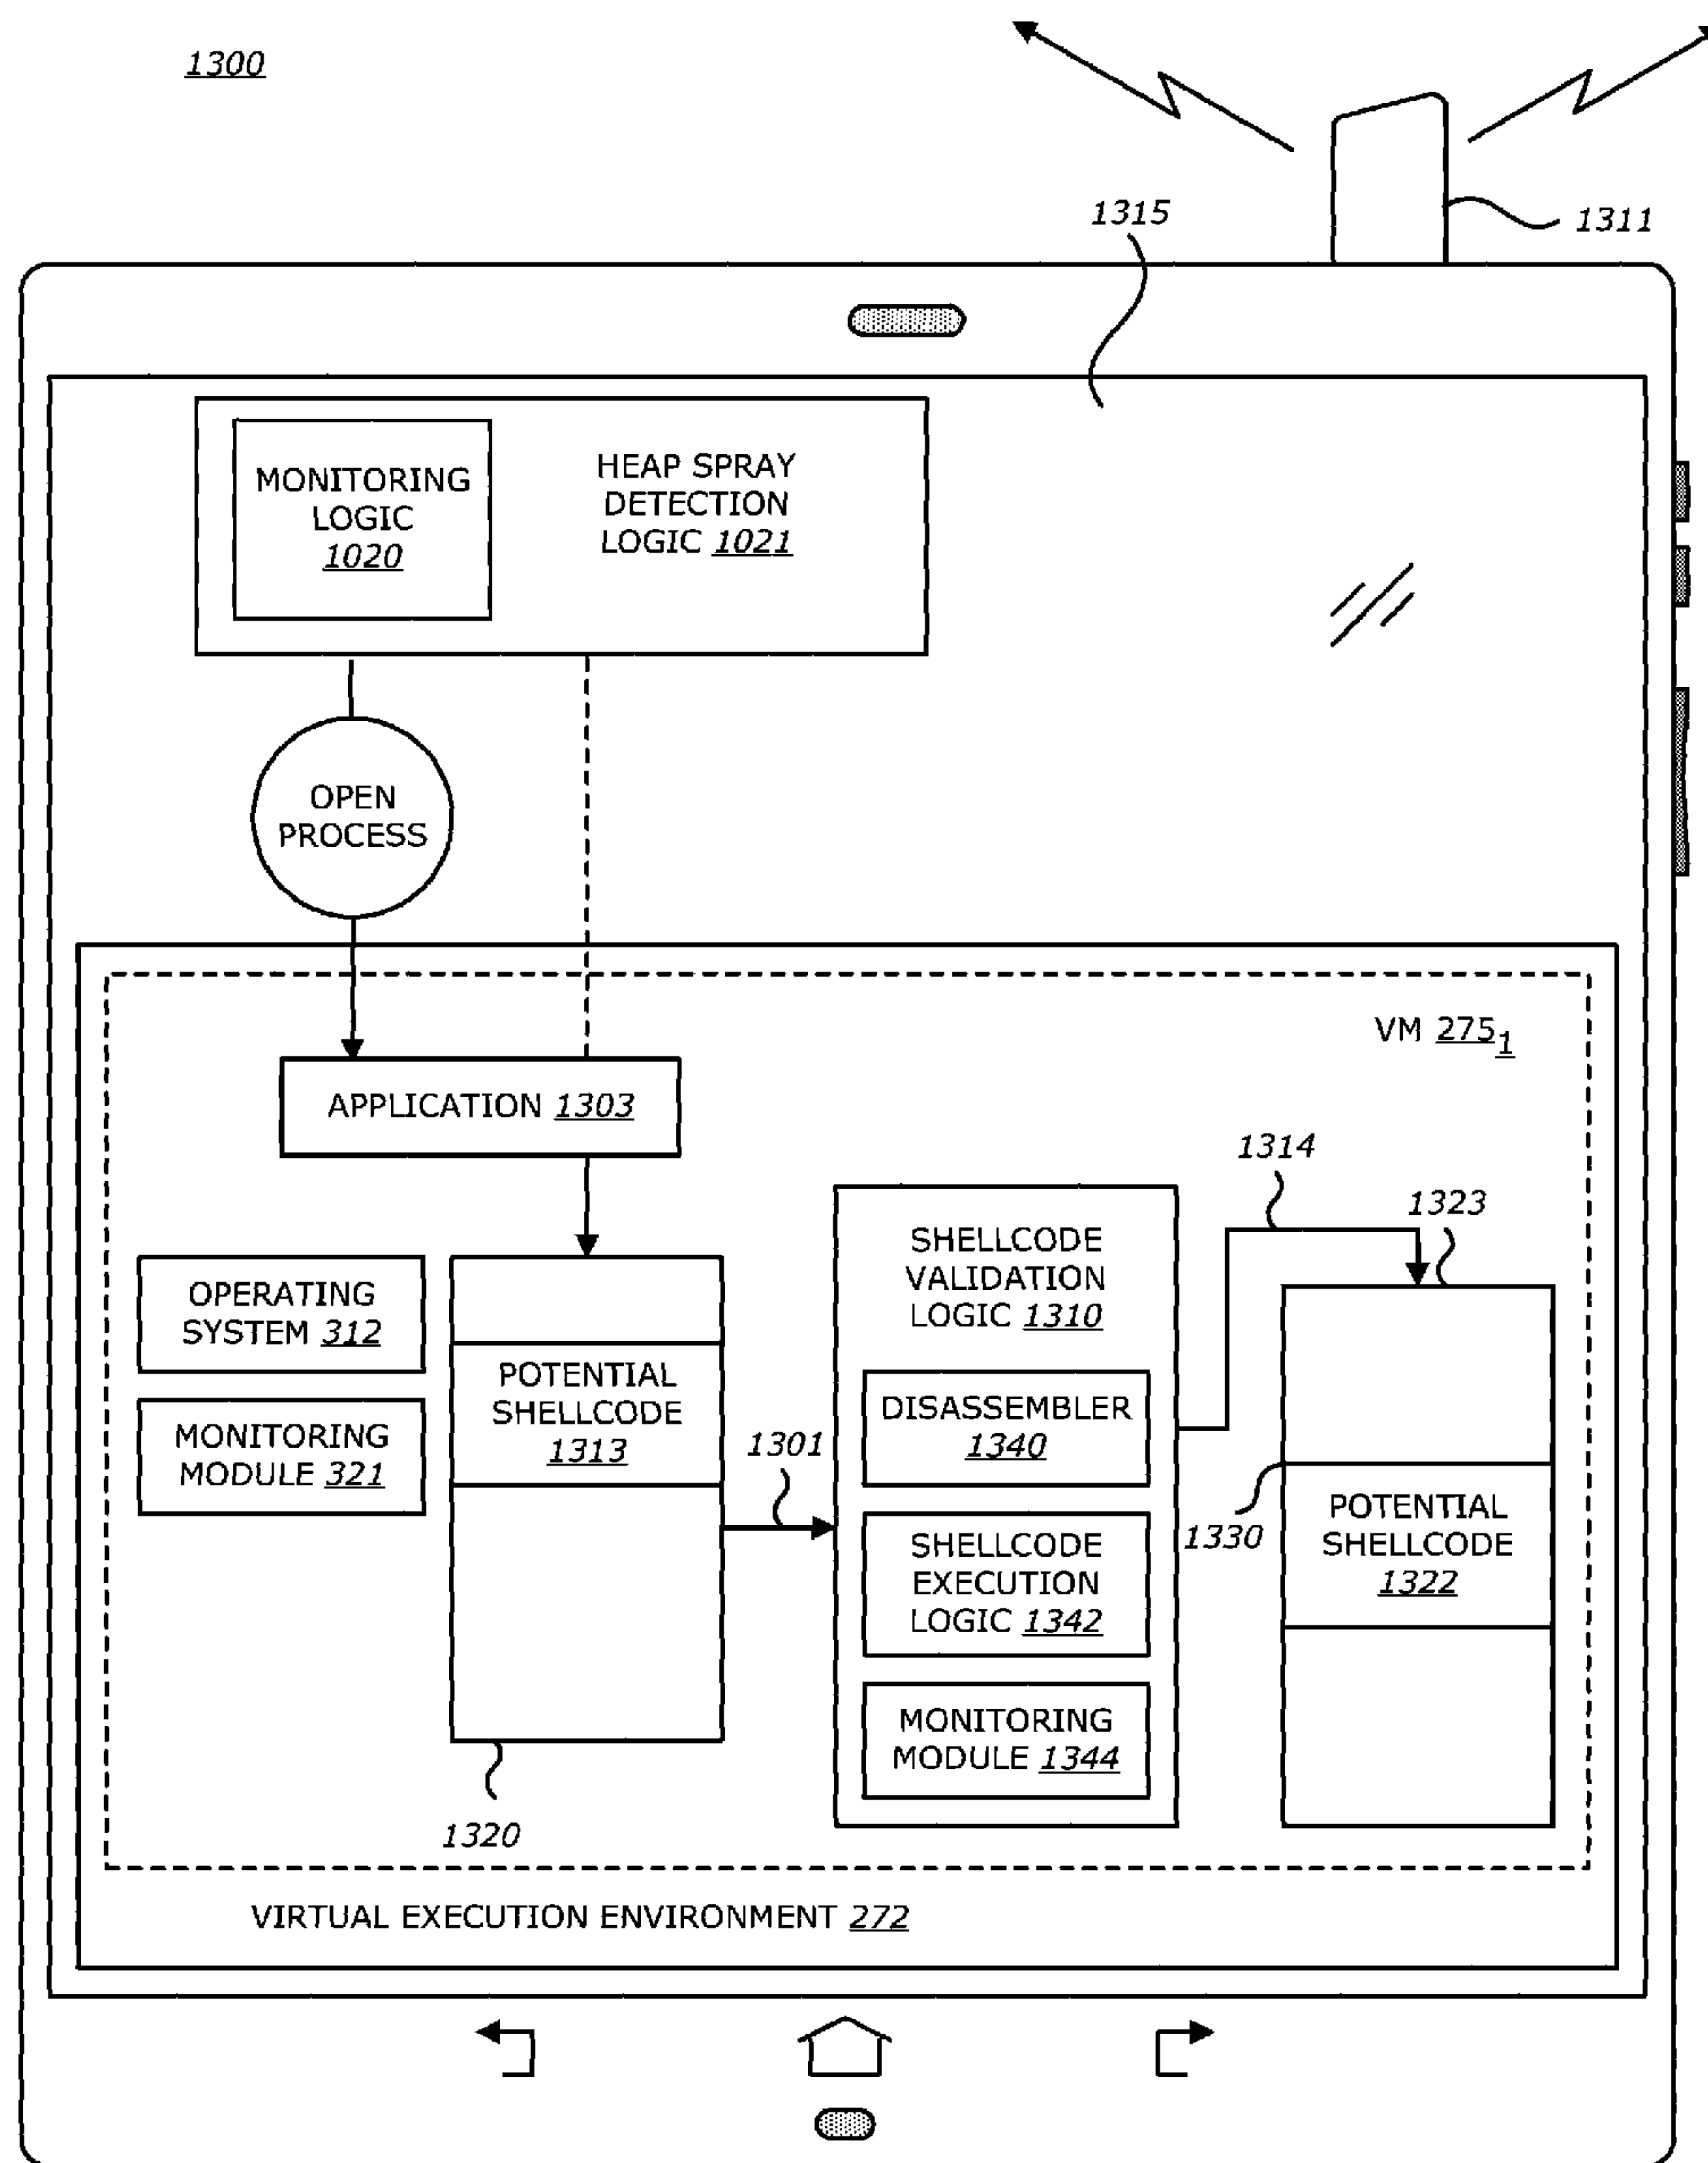 1300
1315
1311
MONITORING
LOGIC
1020
HEAP SPRAY
DETECTION
LOGIC 1021
OPEN
PROCESS
VM 275₁
APPLICATION 1303
1314
1323
OPERATING
SYSTEM 312
MONITORING
MODULE 321
POTENTIAL
SHELLCODE
1313
1301
SHELLCODE
VALIDATION
LOGIC 1310
DISASSEMBLER
1340
SHELLCODE
EXECUTION
LOGIC 1342
MONITORING
MODULE 1344
1330
POTENTIAL
SHELLCODE
1322
1320
VIRTUAL EXECUTION ENVIRONMENT 272